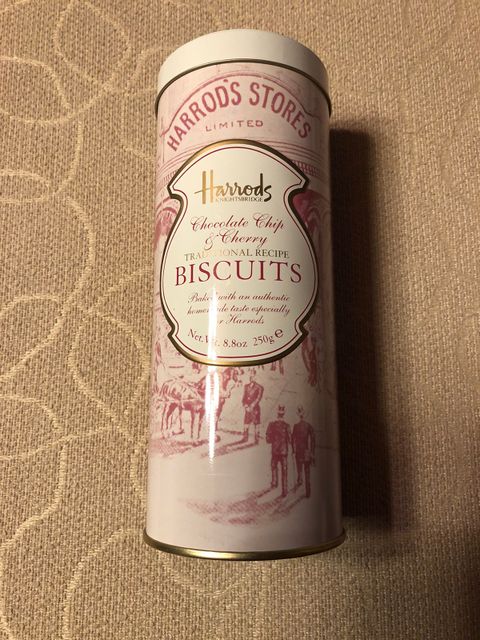 HARROD'S STORES
LIMITED
Harrods
KNIGHTSBRIDGE
Chocolate Chip
& Cherry
TRADITIONAL RECIPE
BISCUITS
Baked with an authentic
homemade taste especially
for Harrods
Net. Wt. 8.8oz 250g e